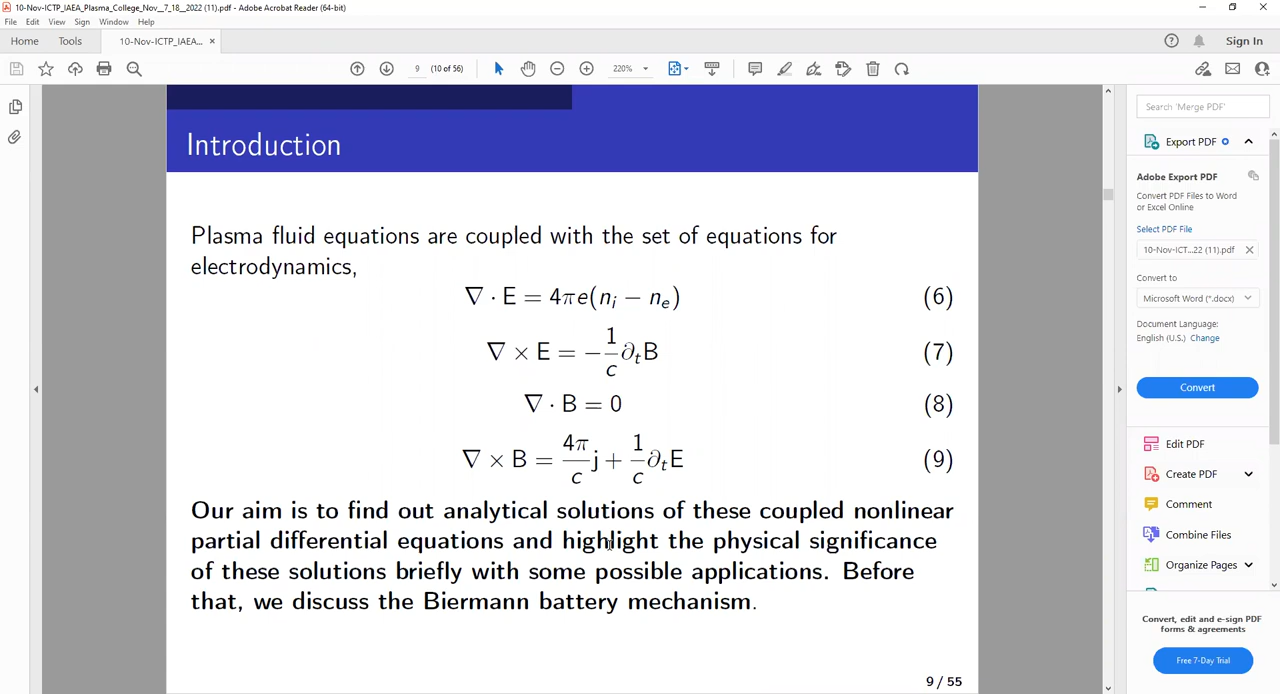 10-Nov-ICTP_IAEA_Plasma_College_Nov__7_18__2022 (11).pdf - Adobe Acrobat Reader (64-bit)
File Edit View Sign Window Help
Home Tools 10-Nov-ICTP_IAEA... × Sign In
9 (10 of 56) 220%
Introduction
Plasma fluid equations are coupled with the set of equations for
electrodynamics,
∇ · E = 4πe(nᵢ − nₑ) (6)
∇ × E = −1/c ∂ₜB (7)
∇ · B = 0 (8)
∇ × B = 4π/c j + 1/c ∂ₜE (9)
Our aim is to find out analytical solutions of these coupled nonlinear
partial differential equations and highlight the physical significance
of these solutions briefly with some possible applications. Before
that, we discuss the Biermann battery mechanism.
9 / 55
Search 'Merge PDF'
Export PDF
Adobe Export PDF
Convert PDF Files to Word
or Excel Online
Select PDF File
10-Nov-ICT...22 (11).pdf
Convert to
Microsoft Word (*.docx)
Document Language:
English (U.S.) Change
Convert
Edit PDF
Create PDF
Comment
Combine Files
Organize Pages
Convert, edit and e-sign PDF
forms & agreements
Free 7-Day Trial